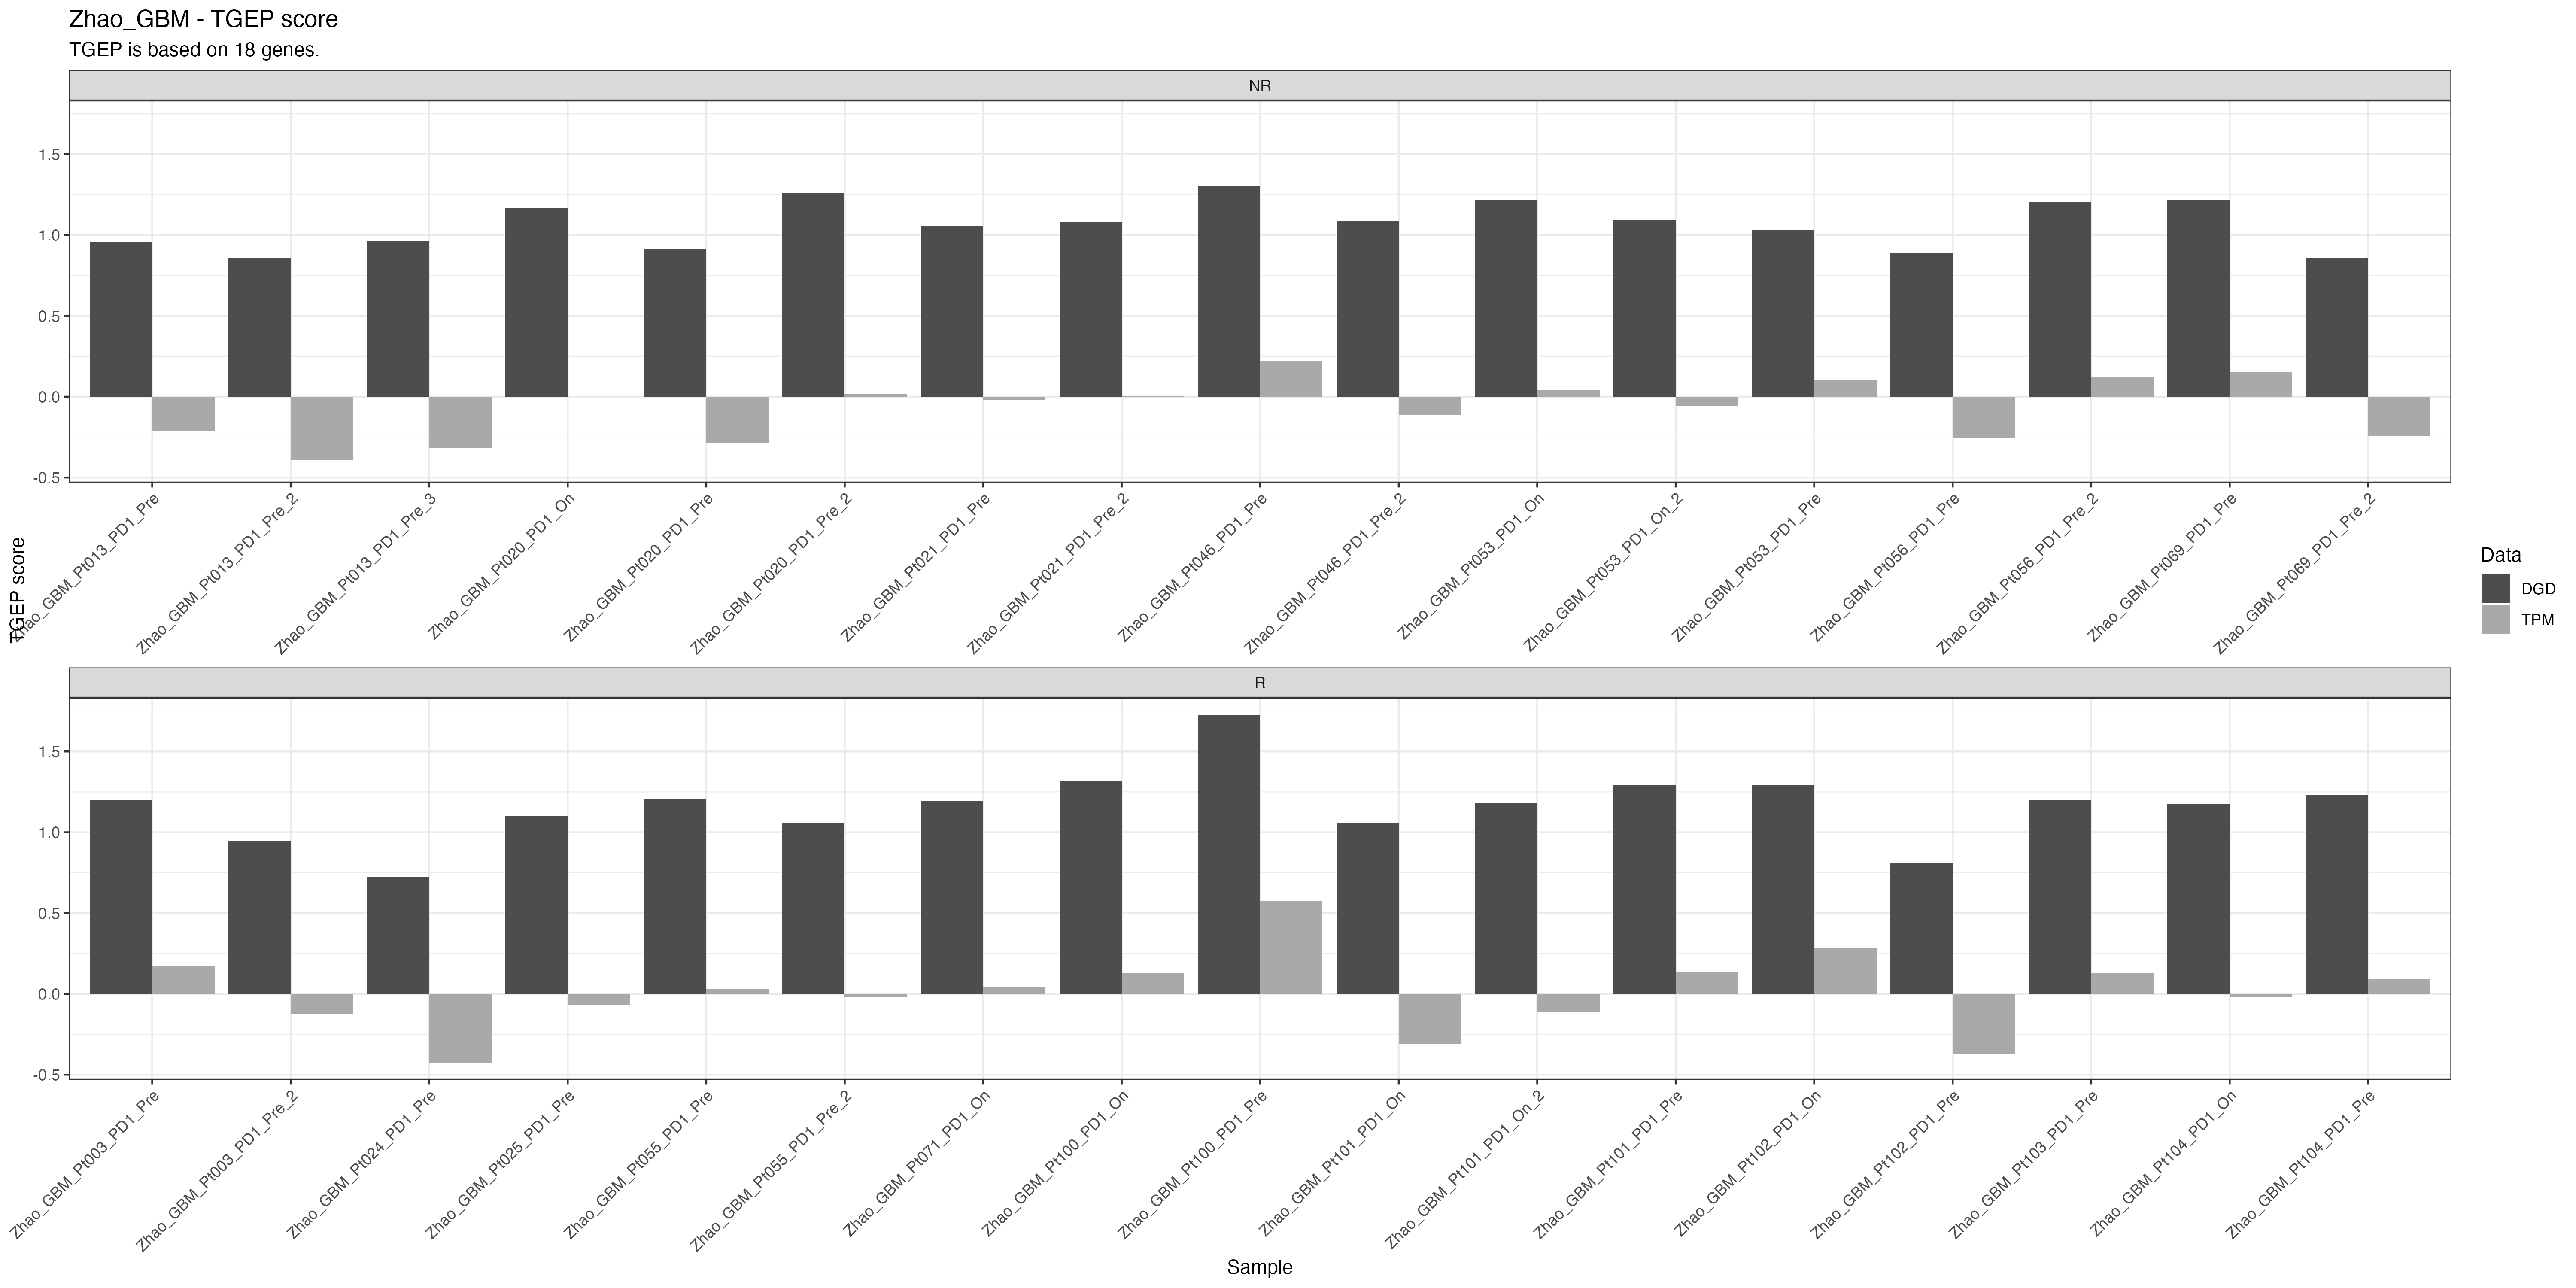 Zhao_GBM - TGEP score
TGEP is based on 18 genes.
NR
1.5
1.0
0.5
0.0
-0.5
Zhao_GBM_Pt013_PD1_Pre
Zhao_GBM_Pt013_PD1_Pre_2
Zhao_GBM_Pt013_PD1_Pre_3
Zhao_GBM_Pt020_PD1_On
Zhao_GBM_Pt020_PD1_Pre
Zhao_GBM_Pt020_PD1_Pre_2
Zhao_GBM_Pt021_PD1_Pre
Zhao_GBM_Pt021_PD1_Pre_2
Zhao_GBM_Pt046_PD1_Pre
Zhao_GBM_Pt046_PD1_Pre_2
Zhao_GBM_Pt053_PD1_On
Zhao_GBM_Pt053_PD1_On_2
Zhao_GBM_Pt053_PD1_Pre
Zhao_GBM_Pt056_PD1_Pre
Zhao_GBM_Pt056_PD1_Pre_2
Zhao_GBM_Pt069_PD1_Pre
Zhao_GBM_Pt069_PD1_Pre_2
TGEP score
Data
DGD
TPM
R
1.5
1.0
0.5
0.0
-0.5
Zhao_GBM_Pt003_PD1_Pre
Zhao_GBM_Pt003_PD1_Pre_2
Zhao_GBM_Pt024_PD1_Pre
Zhao_GBM_Pt025_PD1_Pre
Zhao_GBM_Pt055_PD1_Pre
Zhao_GBM_Pt055_PD1_Pre_2
Zhao_GBM_Pt071_PD1_On
Zhao_GBM_Pt100_PD1_On
Zhao_GBM_Pt100_PD1_Pre
Zhao_GBM_Pt101_PD1_On
Zhao_GBM_Pt101_PD1_On_2
Zhao_GBM_Pt101_PD1_Pre
Zhao_GBM_Pt102_PD1_On
Zhao_GBM_Pt102_PD1_Pre
Zhao_GBM_Pt103_PD1_Pre
Zhao_GBM_Pt104_PD1_On
Zhao_GBM_Pt104_PD1_Pre
Sample